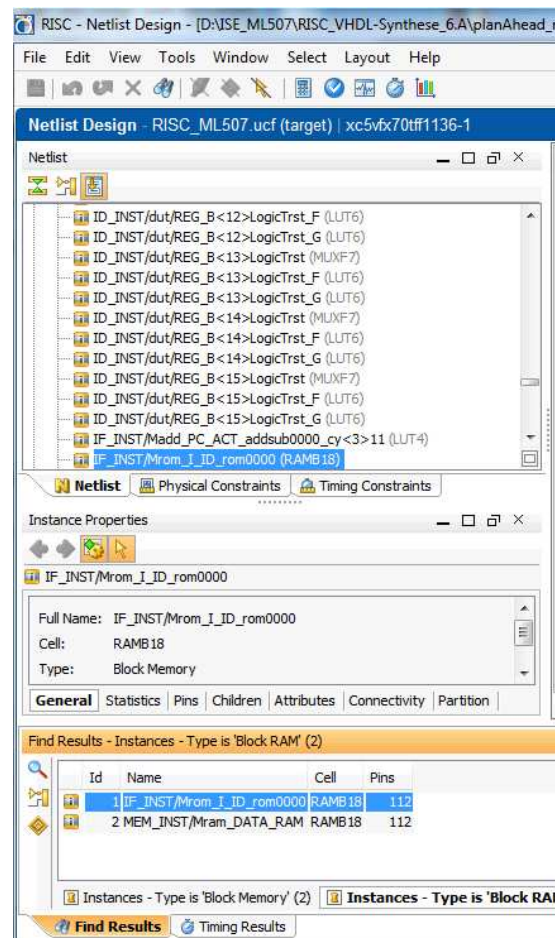 RISC - Netlist Design - [D:\ISE_ML507\RISC_VHDL-Synthese_6.A\planAhead_
File Edit View Tools Window Select Layout Help
Netlist Design - RISC_ML507.ucf (target) | xc5vfx70tff1136-1
Netlist
ID_INST/dut/REG_B<12>LogicTrst_F (LUT6)
ID_INST/dut/REG_B<12>LogicTrst_G (LUT6)
ID_INST/dut/REG_B<13>LogicTrst (MUXF7)
ID_INST/dut/REG_B<13>LogicTrst_F (LUT6)
ID_INST/dut/REG_B<13>LogicTrst_G (LUT6)
ID_INST/dut/REG_B<14>LogicTrst (MUXF7)
ID_INST/dut/REG_B<14>LogicTrst_F (LUT6)
ID_INST/dut/REG_B<14>LogicTrst_G (LUT6)
ID_INST/dut/REG_B<15>LogicTrst (MUXF7)
ID_INST/dut/REG_B<15>LogicTrst_F (LUT6)
ID_INST/dut/REG_B<15>LogicTrst_G (LUT6)
IF_INST/Madd_PC_ACT_addsub0000_cy<3>11 (LUT4)
IF_INST/Mrom_I_ID_rom0000 (RAMB18)
Netlist Physical Constraints Timing Constraints
Instance Properties
IF_INST/Mrom_I_ID_rom0000
Full Name: IF_INST/Mrom_I_ID_rom0000
Cell: RAMB18
Type: Block Memory
General Statistics Pins Children Attributes Connectivity Partition
Find Results - Instances - Type is 'Block RAM' (2)
Id Name Cell Pins
1 IF_INST/Mrom_I_ID_rom0000 RAMB18 112
2 MEM_INST/Mram_DATA_RAM RAMB18 112
Instances - Type is 'Block Memory' (2) Instances - Type is 'Block RA
Find Results Timing Results